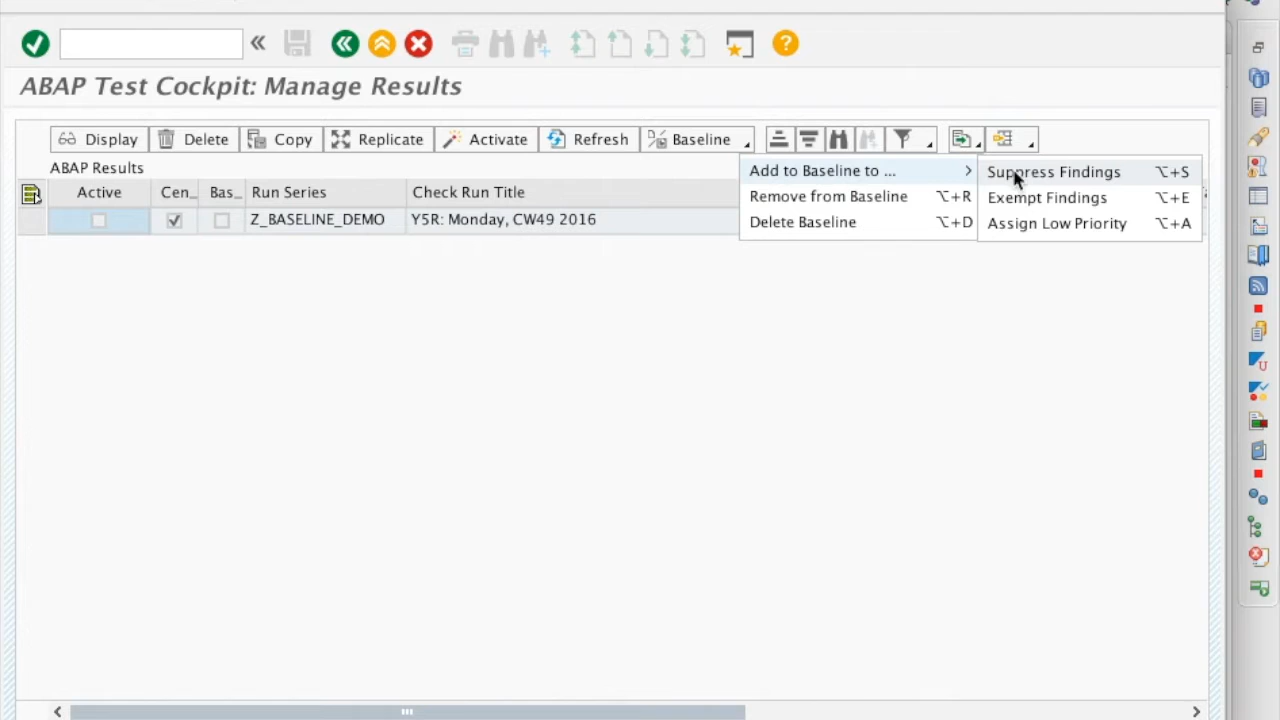 ABAP Test Cockpit: Manage Results
Display Delete Copy Replicate Activate Refresh Baseline
ABAP Results
Active Cen... Bas... Run Series Check Run Title
Z_BASELINE_DEMO Y5R: Monday, CW49 2016
Add to Baseline to ...
Remove from Baseline ⌥+R
Delete Baseline ⌥+D
Suppress Findings ⌥+S
Exempt Findings ⌥+E
Assign Low Priority ⌥+A